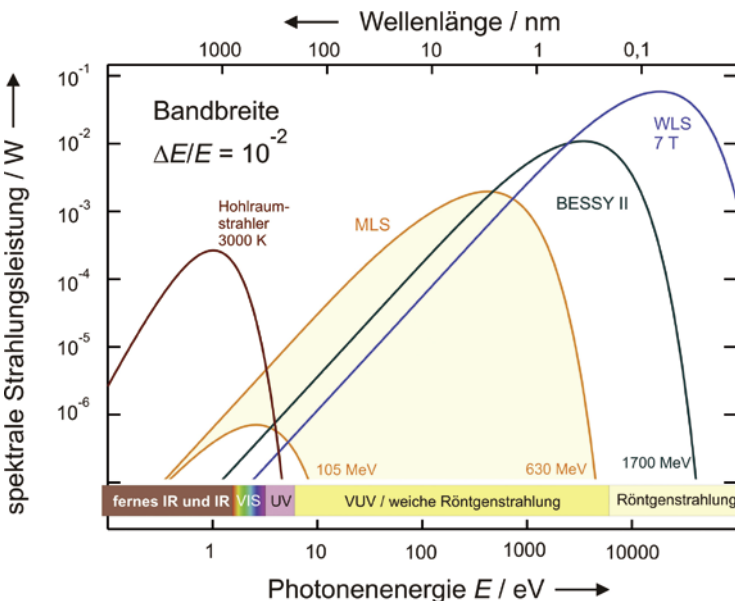 Wellenlänge / nm
1000 100 10 1 0,1
spektrale Strahlungsleistung / W
10⁻¹
10⁻²
10⁻³
10⁻⁴
10⁻⁵
10⁻⁶
Bandbreite
ΔE/E = 10⁻²
Hohlraum-
strahler
3000 K
MLS
WLS
7 T
BESSY II
105 MeV
630 MeV
1700 MeV
fernes IR und IR
VIS
UV
VUV / weiche Röntgenstrahlung
Röntgenstrahlung
1 10 100 1000 10000
Photonenenergie E / eV